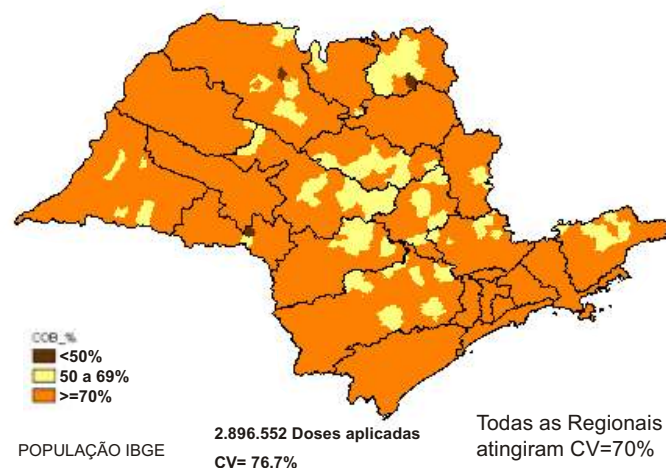 COB_%
<50%
50 a 69%
>=70%
POPULAÇÃO IBGE
2.896.552 Doses aplicadas
CV= 76.7%
Todas as Regionais
atingiram CV=70%